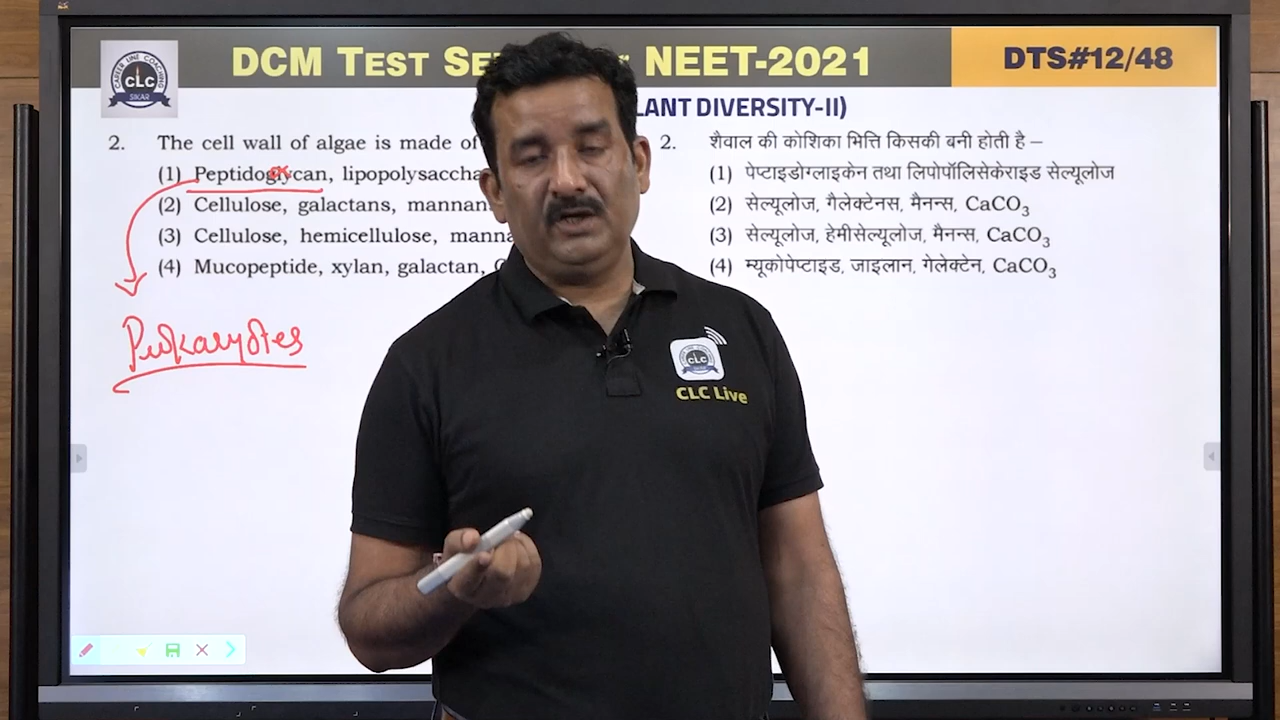 DCM TEST SE NEET-2021
DTS#12/48
CAREER LINE COACHING
CLC
SIKAR
LANT DIVERSITY-II)
2. The cell wall of algae is made of
(1) Peptidoglycan, lipopolysaccha
(2) Cellulose, galactans, mannan
(3) Cellulose, hemicellulose, manna
(4) Mucopeptide, xylan, galactan,
Prokaryotes
2. शैवाल की कोशिका भित्ति किसकी बनी होती है –
(1) पेप्टाइडोग्लाइकेन तथा लिपोपॉलिसेकेराइड सेल्यूलोज
(2) सेल्यूलोज, गैलेक्टेनस, मैनन्स, CaCO₃
(3) सेल्यूलोज, हेमीसेल्यूलोज, मैनन्स, CaCO₃
(4) म्यूकोपेप्टाइड, जाइलान, गेलेक्टेन, CaCO₃
CLC
CLC Live